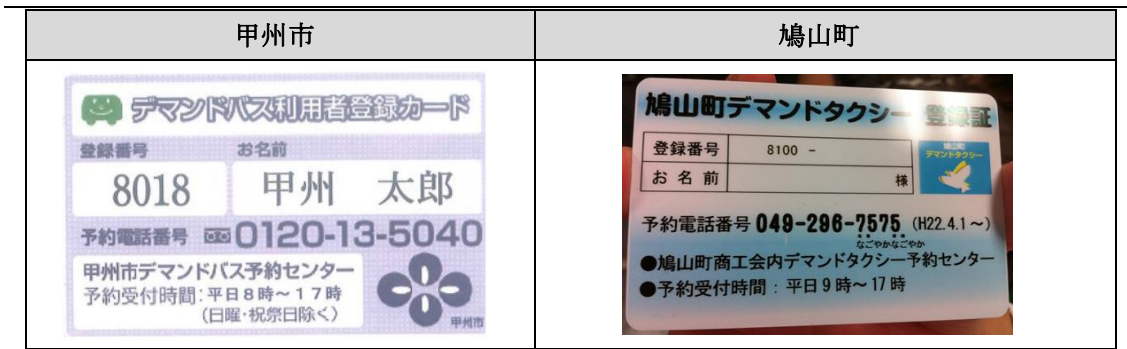 甲州市
鳩山町
デマンドバス利用者登録カード
登録番号
お名前
8018
甲州 太郎
予約電話番号 0120-13-5040
甲州市デマンドバス予約センター
予約受付時間:平日8時~17時
(日曜・祝祭日除く)
甲州市
鳩山町デマンドタクシー 登録証
登録番号 8100 -
お名前 様
鳩山町
デマンドタクシー
予約電話番号 049-296-7575 (H22.4.1~)
なごやかなごやか
●鳩山町商工会内デマンドタクシー予約センター
●予約受付時間:平日9時~17時